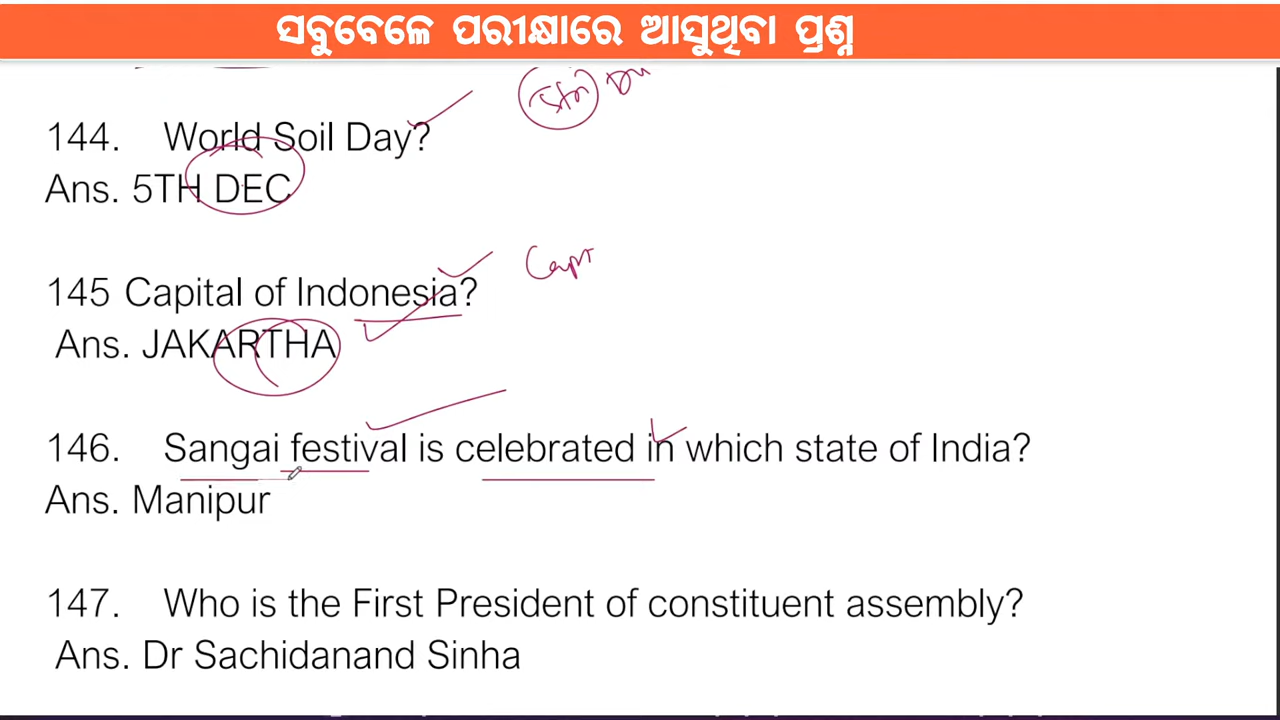 ସବୁବେଳେ ପରୀକ୍ଷାରେ ଆସୁଥିବା ପ୍ରଶ୍ନ
144. World Soil Day?
Ans. 5TH DEC
145 Capital of Indonesia?
Capt
Ans. JAKARTHA
146. Sangai festival is celebrated in which state of India?
Ans. Manipur
147. Who is the First President of constituent assembly?
Ans. Dr Sachidanand Sinha